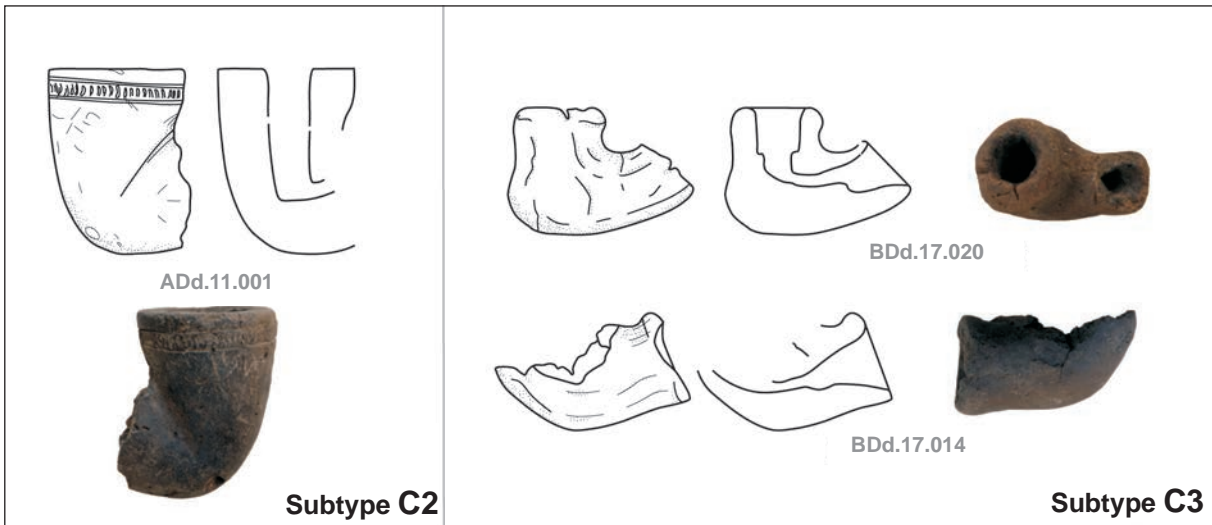 ADd.11.001
Subtype C2
BDd.17.020
BDd.17.014
Subtype C3